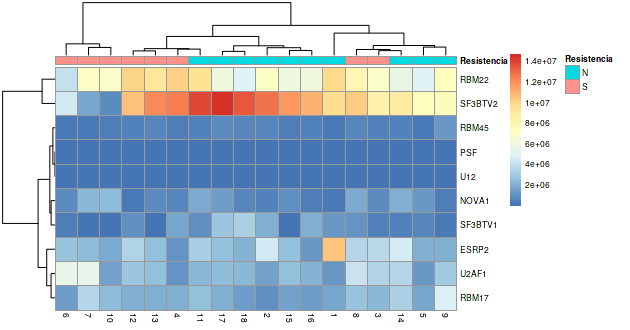 Resistencia
RBM22
SF3BTV2
RBM45
PSF
U12
NOVA1
SF3BTV1
ESRP2
U2AF1
RBM17
6 7 10 12 13 4 11 17 18 2 15 16 1 8 3 14 5 9
1.4e+07
1.2e+07
1e+07
8e+06
6e+06
4e+06
2e+06
Resistencia
N
S